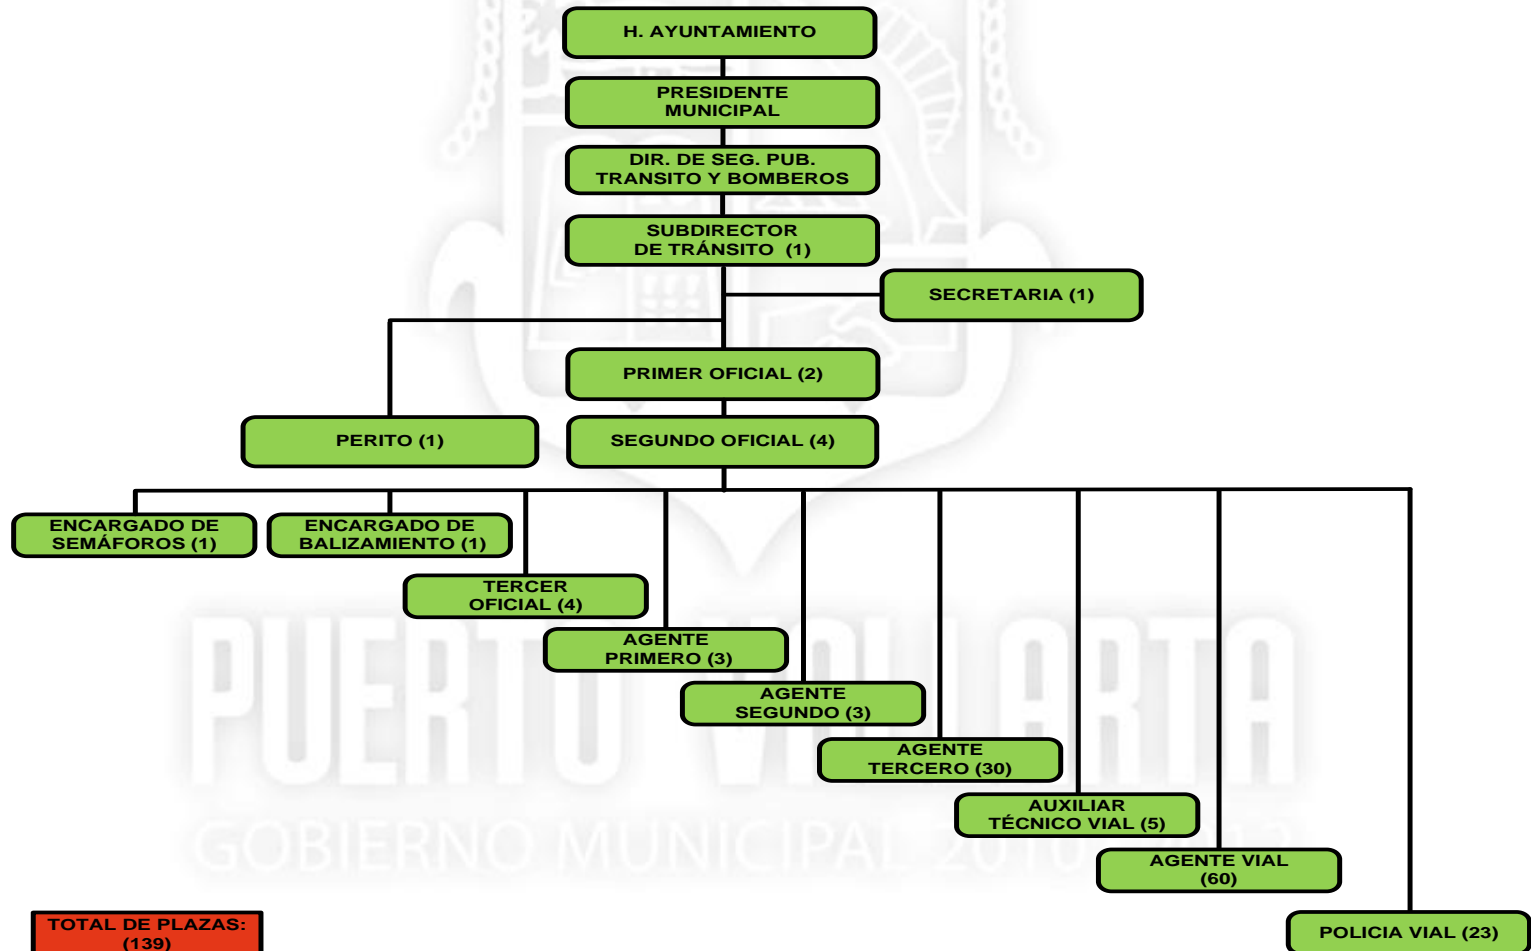 H. AYUNTAMIENTO
PRESIDENTE
MUNICIPAL
DIR. DE SEG. PUB.
TRANSITO Y BOMBEROS
SUBDIRECTOR
DE TRÁNSITO (1)
SECRETARIA (1)
PRIMER OFICIAL (2)
PERITO (1)
SEGUNDO OFICIAL (4)
ENCARGADO DE
SEMÁFOROS (1)
ENCARGADO DE
BALIZAMIENTO (1)
TERCER
OFICIAL (4)
AGENTE
PRIMERO (3)
AGENTE
SEGUNDO (3)
AGENTE
TERCERO (30)
AUXILIAR
TÉCNICO VIAL (5)
AGENTE VIAL
(60)
POLICIA VIAL (23)
TOTAL DE PLAZAS:
(139)
PUERTO VALLARTA
GOBIERNO MUNICIPAL 2010